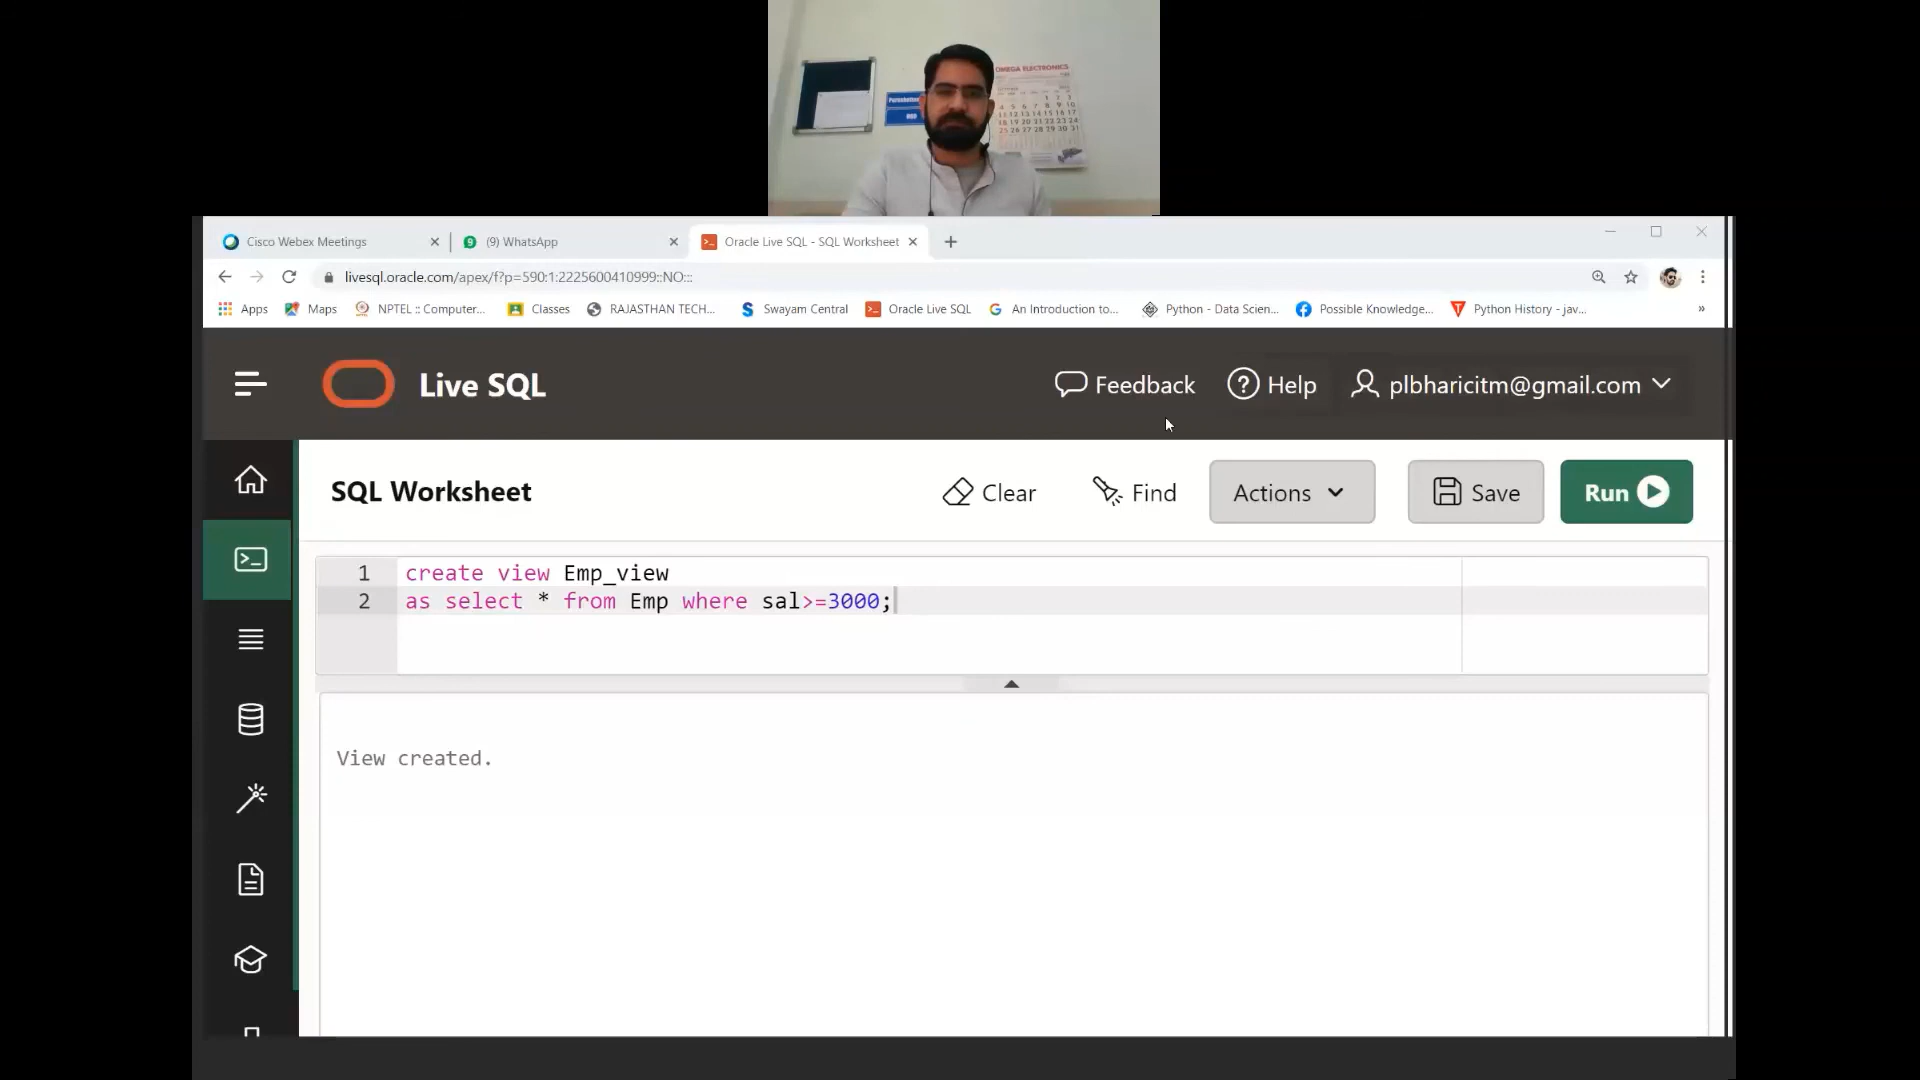 OMEGA ELECTRONICS
Cisco Webex Meetings
(9) WhatsApp
Oracle Live SQL - SQL Worksheet
livesql.oracle.com/apex/f?p=590:1:2225600410999::NO:::
Apps
Maps
NPTEL :: Computer...
Classes
RAJASTHAN TECH...
Swayam Central
Oracle Live SQL
An Introduction to...
Python - Data Scien...
Possible Knowledge...
Python History - jav...
»
Live SQL
Feedback
Help
plbharicitm@gmail.com
SQL Worksheet
Clear
Find
Actions
Save
Run
1 create view Emp_view
2 as select * from Emp where sal>=3000;
View created.